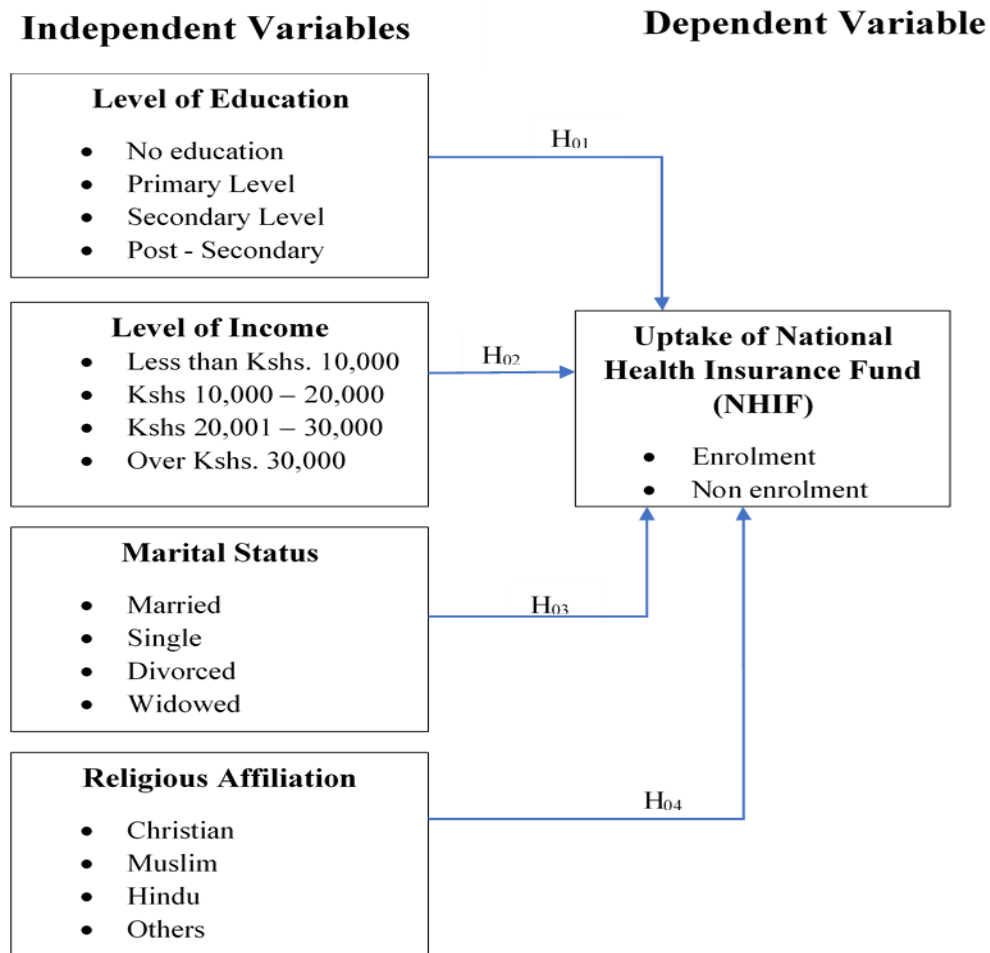 Independent Variables
Dependent Variable
Level of Education
• No education
• Primary Level
• Secondary Level
• Post - Secondary
H01
Level of Income
• Less than Kshs. 10,000
• Kshs 10,000 – 20,000
• Kshs 20,001 – 30,000
• Over Kshs. 30,000
H02
Uptake of National
Health Insurance Fund
(NHIF)
• Enrolment
• Non enrolment
Marital Status
• Married
• Single
• Divorced
• Widowed
H03
Religious Affiliation
• Christian
• Muslim
• Hindu
• Others
H04